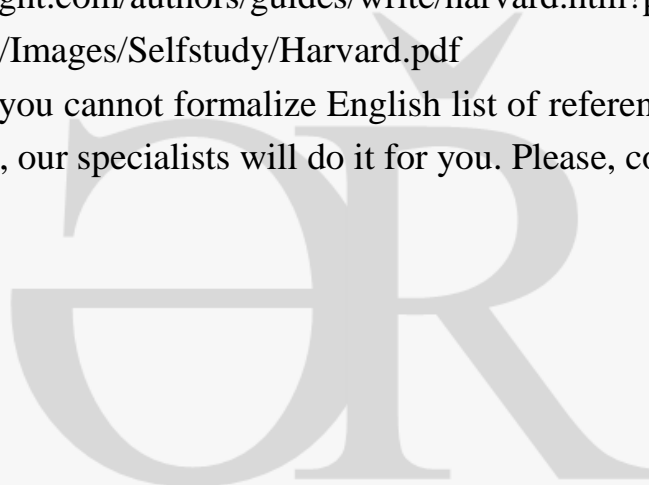 ght.com/authors/guides/write/harvard.htm?p
/Images/Selfstudy/Harvard.pdf
you cannot formalize English list of referen
, our specialists will do it for you. Please, co